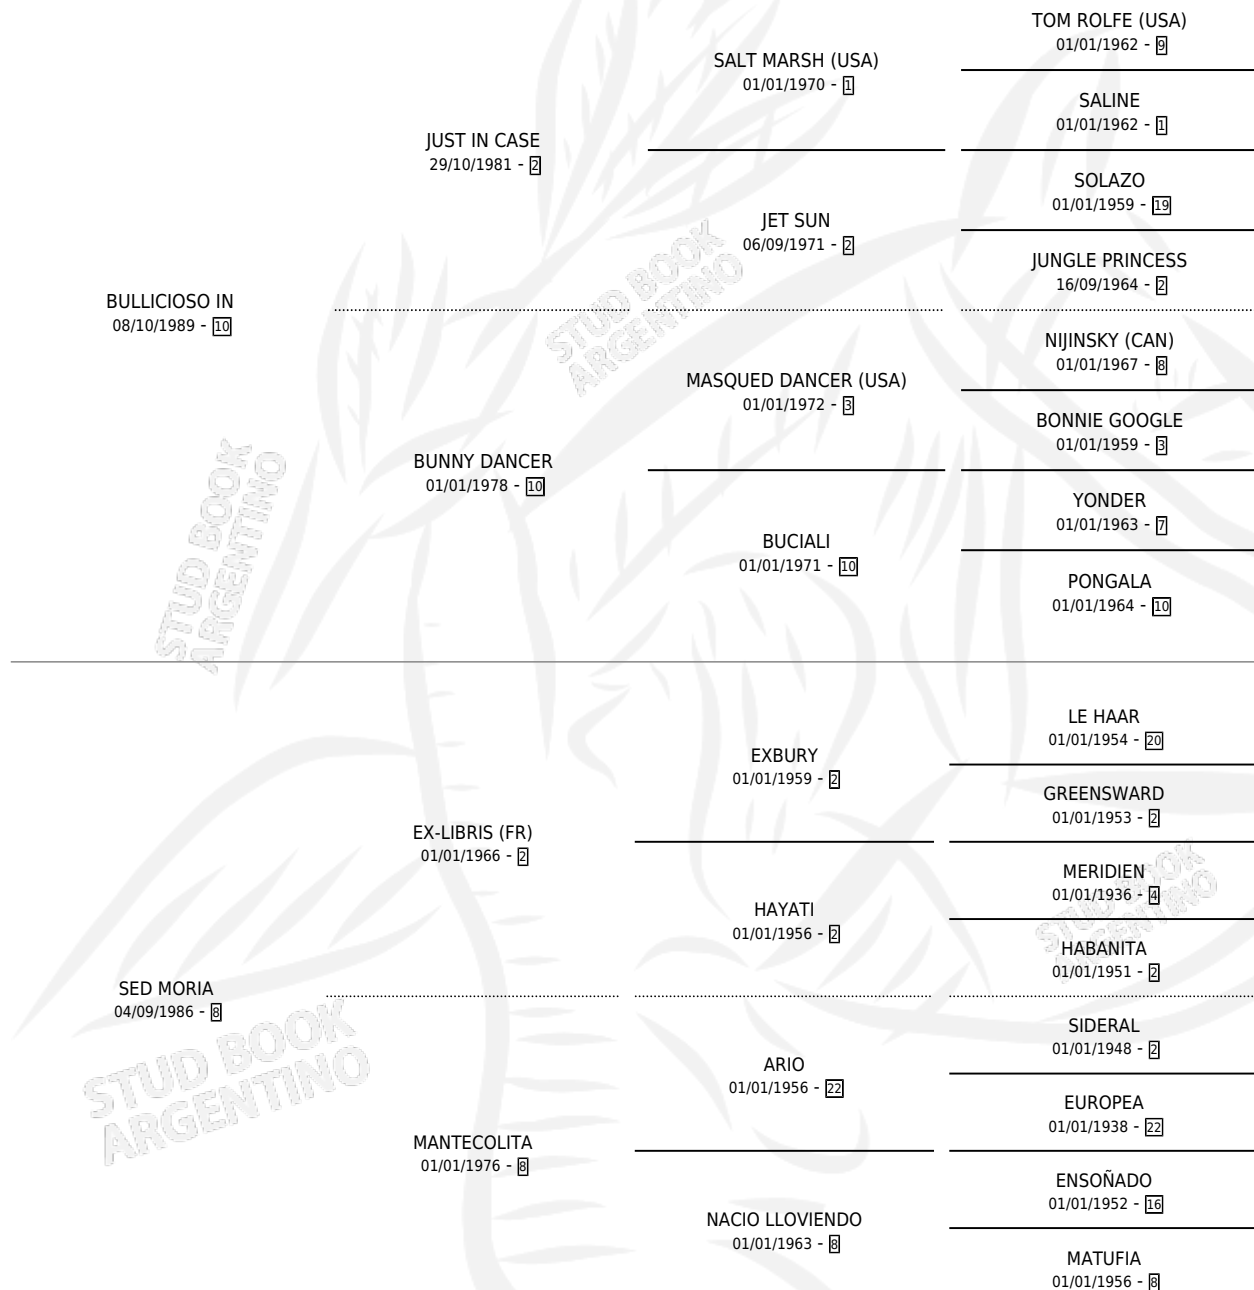 TOM ROLFE (USA)
01/01/1962 - 9
SALT MARSH (USA)
01/01/1970 - 1
SALINE
01/01/1962 - 1
JUST IN CASE
29/10/1981 - 2
SOLAZO
01/01/1959 - 19
JET SUN
06/09/1971 - 2
JUNGLE PRINCESS
16/09/1964 - 2
BULLICIOSO IN
08/10/1989 - 10
NIJINSKY (CAN)
01/01/1967 - 8
MASQUED DANCER (USA)
01/01/1972 - 3
BONNIE GOOGLE
01/01/1959 - 3
BUNNY DANCER
01/01/1978 - 10
YONDER
01/01/1963 - 7
BUCIALI
01/01/1971 - 10
PONGALA
01/01/1964 - 10
STUD BOOK
ARGENTINO
STUD BOOK
ARGENTINO
LE HAAR
01/01/1954 - 20
EXBURY
01/01/1959 - 2
GREENSWARD
01/01/1953 - 2
EX-LIBRIS (FR)
01/01/1966 - 2
MERIDIEN
01/01/1936 - 4
HAYATI
01/01/1956 - 2
HABANITA
01/01/1951 - 2
STUD BOOK
ARGENTINO
SED MORIA
04/09/1986 - 8
SIDERAL
01/01/1948 - 2
ARIO
01/01/1956 - 22
EUROPEA
01/01/1938 - 22
STUD BOOK
ARGENTINO
MANTECOLITA
01/01/1976 - 8
ENSOÑADO
01/01/1952 - 16
NACIO LLOVIENDO
01/01/1963 - 8
MATUFIA
01/01/1956 - 8